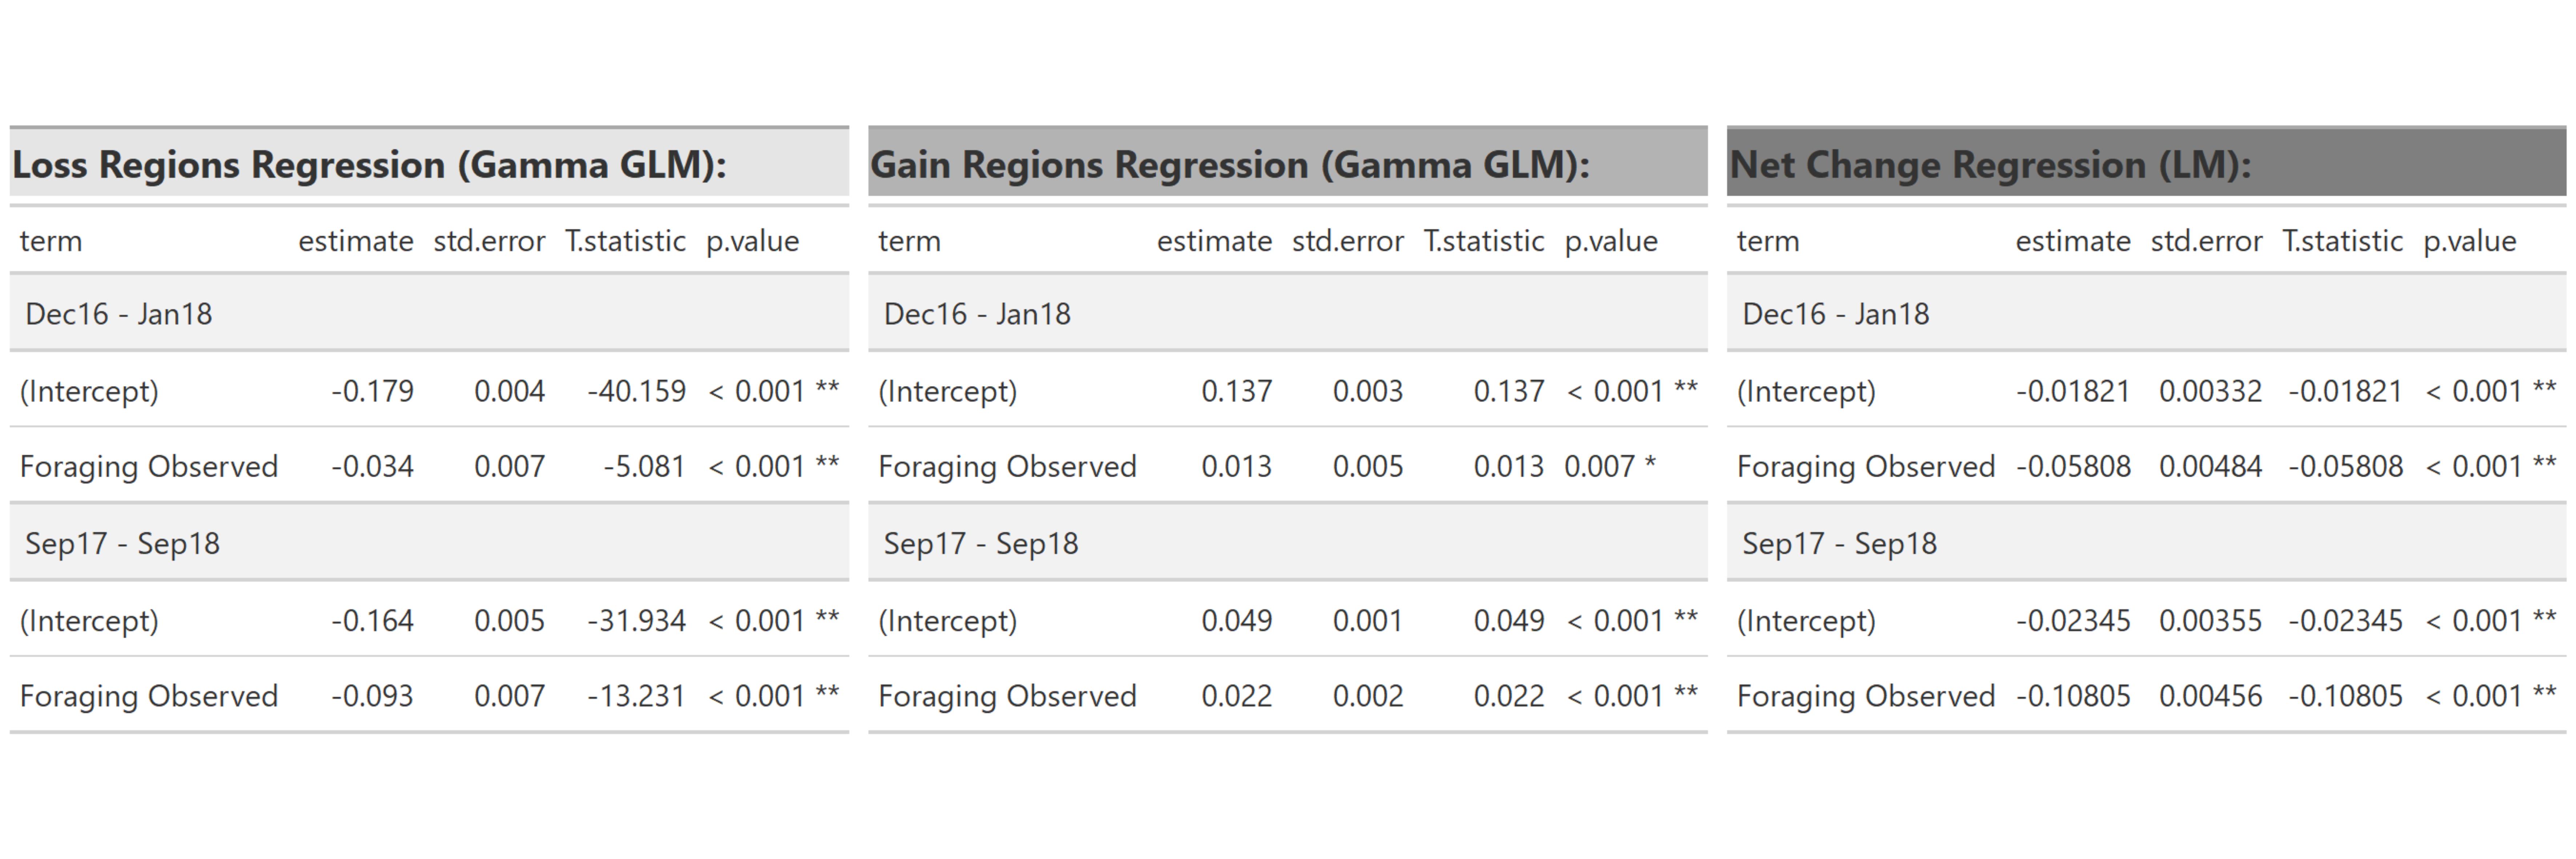 Loss Regions Regression (Gamma GLM):
term estimate std.error T.statistic p.value
Dec16 - Jan18
(Intercept) -0.179 0.004 -40.159 < 0.001 **
Foraging Observed -0.034 0.007 -5.081 < 0.001 **
Sep17 - Sep18
(Intercept) -0.164 0.005 -31.934 < 0.001 **
Foraging Observed -0.093 0.007 -13.231 < 0.001 **
Gain Regions Regression (Gamma GLM):
term estimate std.error T.statistic p.value
Dec16 - Jan18
(Intercept) 0.137 0.003 0.137 < 0.001 **
Foraging Observed 0.013 0.005 0.013 0.007 *
Sep17 - Sep18
(Intercept) 0.049 0.001 0.049 < 0.001 **
Foraging Observed 0.022 0.002 0.022 < 0.001 **
Net Change Regression (LM):
term estimate std.error T.statistic p.value
Dec16 - Jan18
(Intercept) -0.01821 0.00332 -0.01821 < 0.001 **
Foraging Observed -0.05808 0.00484 -0.05808 < 0.001 **
Sep17 - Sep18
(Intercept) -0.02345 0.00355 -0.02345 < 0.001 **
Foraging Observed -0.10805 0.00456 -0.10805 < 0.001 **